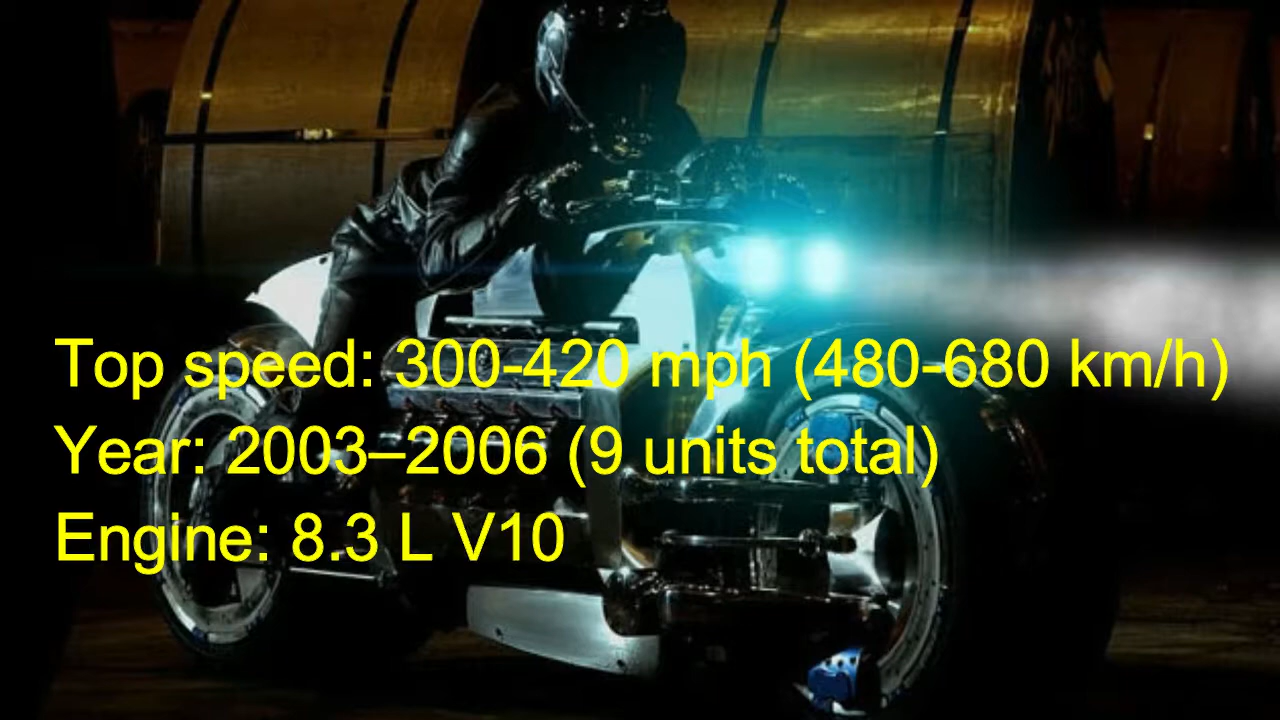 Top speed: 300-420 mph (480-680 km/h)
Year: 2003–2006 (9 units total)
Engine: 8.3 L V10